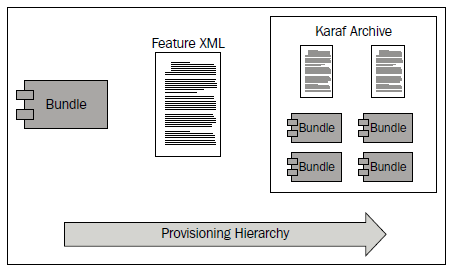 Karaf Archive
Feature XML
Bundle
Bundle
Bundle
Bundle
Bundle
Provisioning Hierarchy